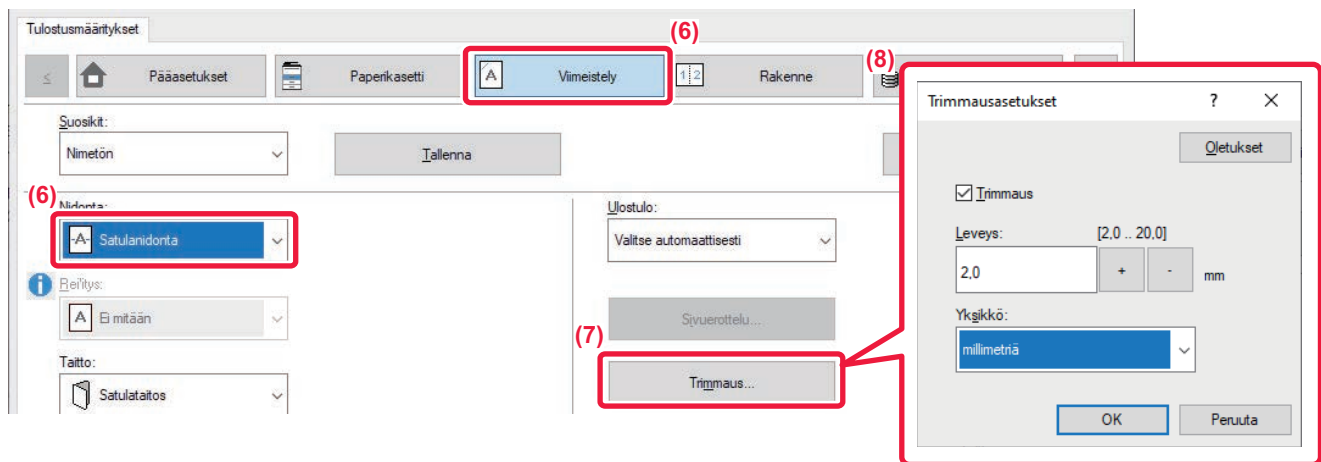 Tulostusmääritykset
(6)
≤
Pääasetukset
Paperikasetti
A
Viimeistely
1 2
Rakenne
(8)
Suosikit:
Nimetön
Tallenna
(6)
Nidonta:
-A- Satulanidonta
Ulostulo:
Valitse automaattisesti
Rei'itys:
A Ei mitään
Sivuerottelu...
(7)
Taitto:
Satulataitos
Trimmaus...
Trimmausasetukset ? ×
Oletukset
Trimmaus
Leveys: [2,0 .. 20,0]
2,0 + - mm
Yksikkö:
millimetriä
OK Peruuta